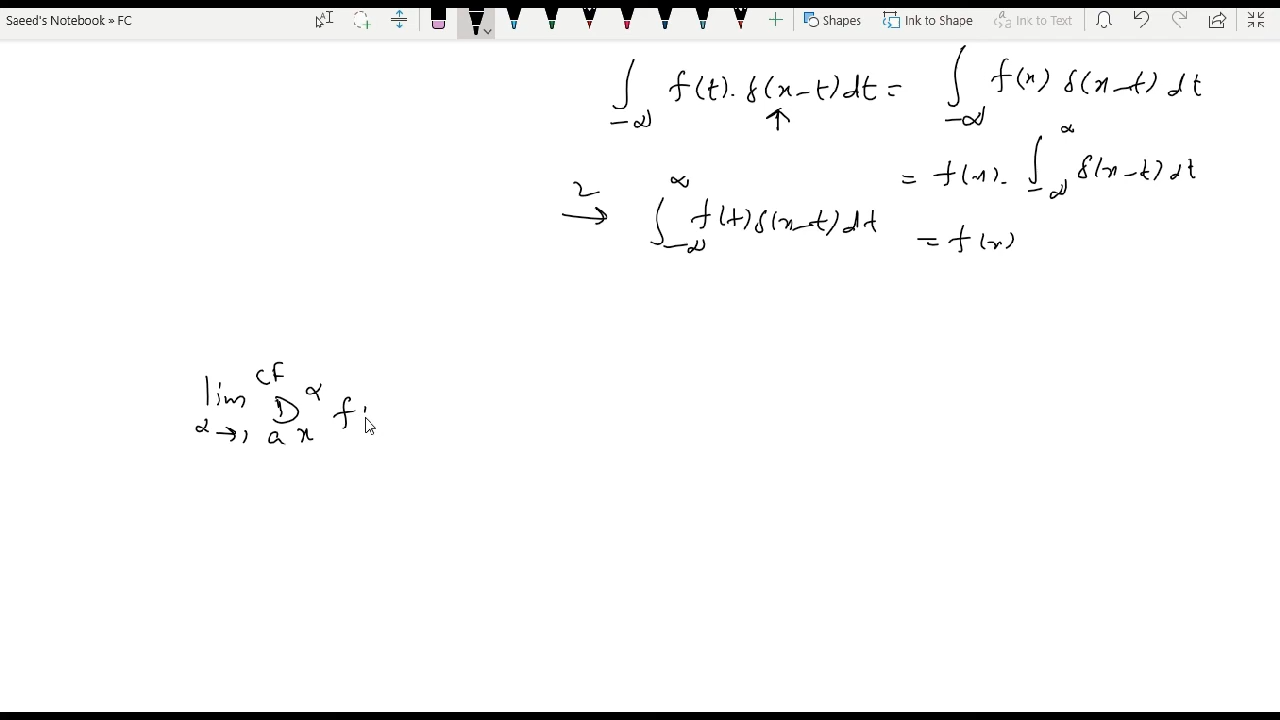 Saeed's Notebook » FC
Shapes
Ink to Shape
Ink to Text
∫_{-∞} f(t). δ(x-t)dt = ∫_{-∞} f(x) δ(x-t) dt
= f(x). ∫_{-∞}^{∞} δ(x-t)dt
2→ ∫_{-∞}^{∞} f(t)δ(x-t)dt = f(x)
lim_{α→1} ^{CF}_{a}D^{α}_{x} f